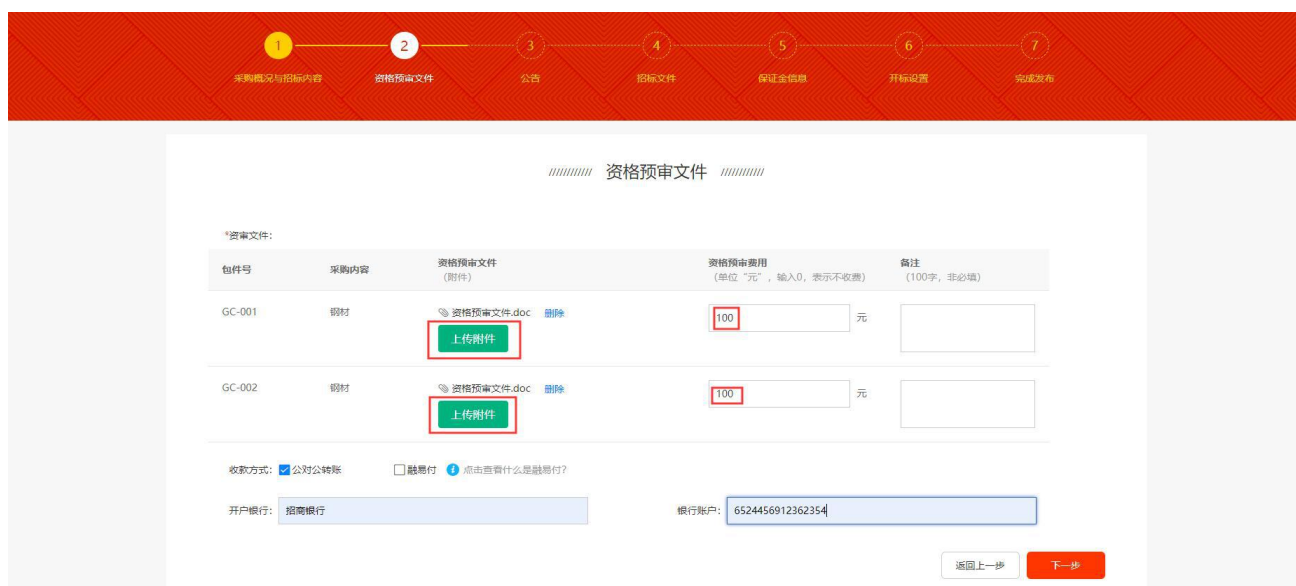 1 2 3 4 5 6 7
采购概况与招标内容 资格预审文件 公告 招标文件 保证金信息 开标设置 完成发布
/////////// 资格预审文件 ///////////
*资审文件:
包件号 采购内容 资格预审文件 资格预审费用 备注
(附件) (单位“元”, 输入0, 表示不收费) (100字, 非必填)
GC-001 钢材 资格预审文件.doc 删除 100 元
上传附件
GC-002 钢材 资格预审文件.doc 删除 100 元
上传附件
收款方式: 公对公转账 融易付 i 点击查看什么是融易付?
开户银行: 招商银行 银行账户: 6524456912362354
返回上一步 下一步